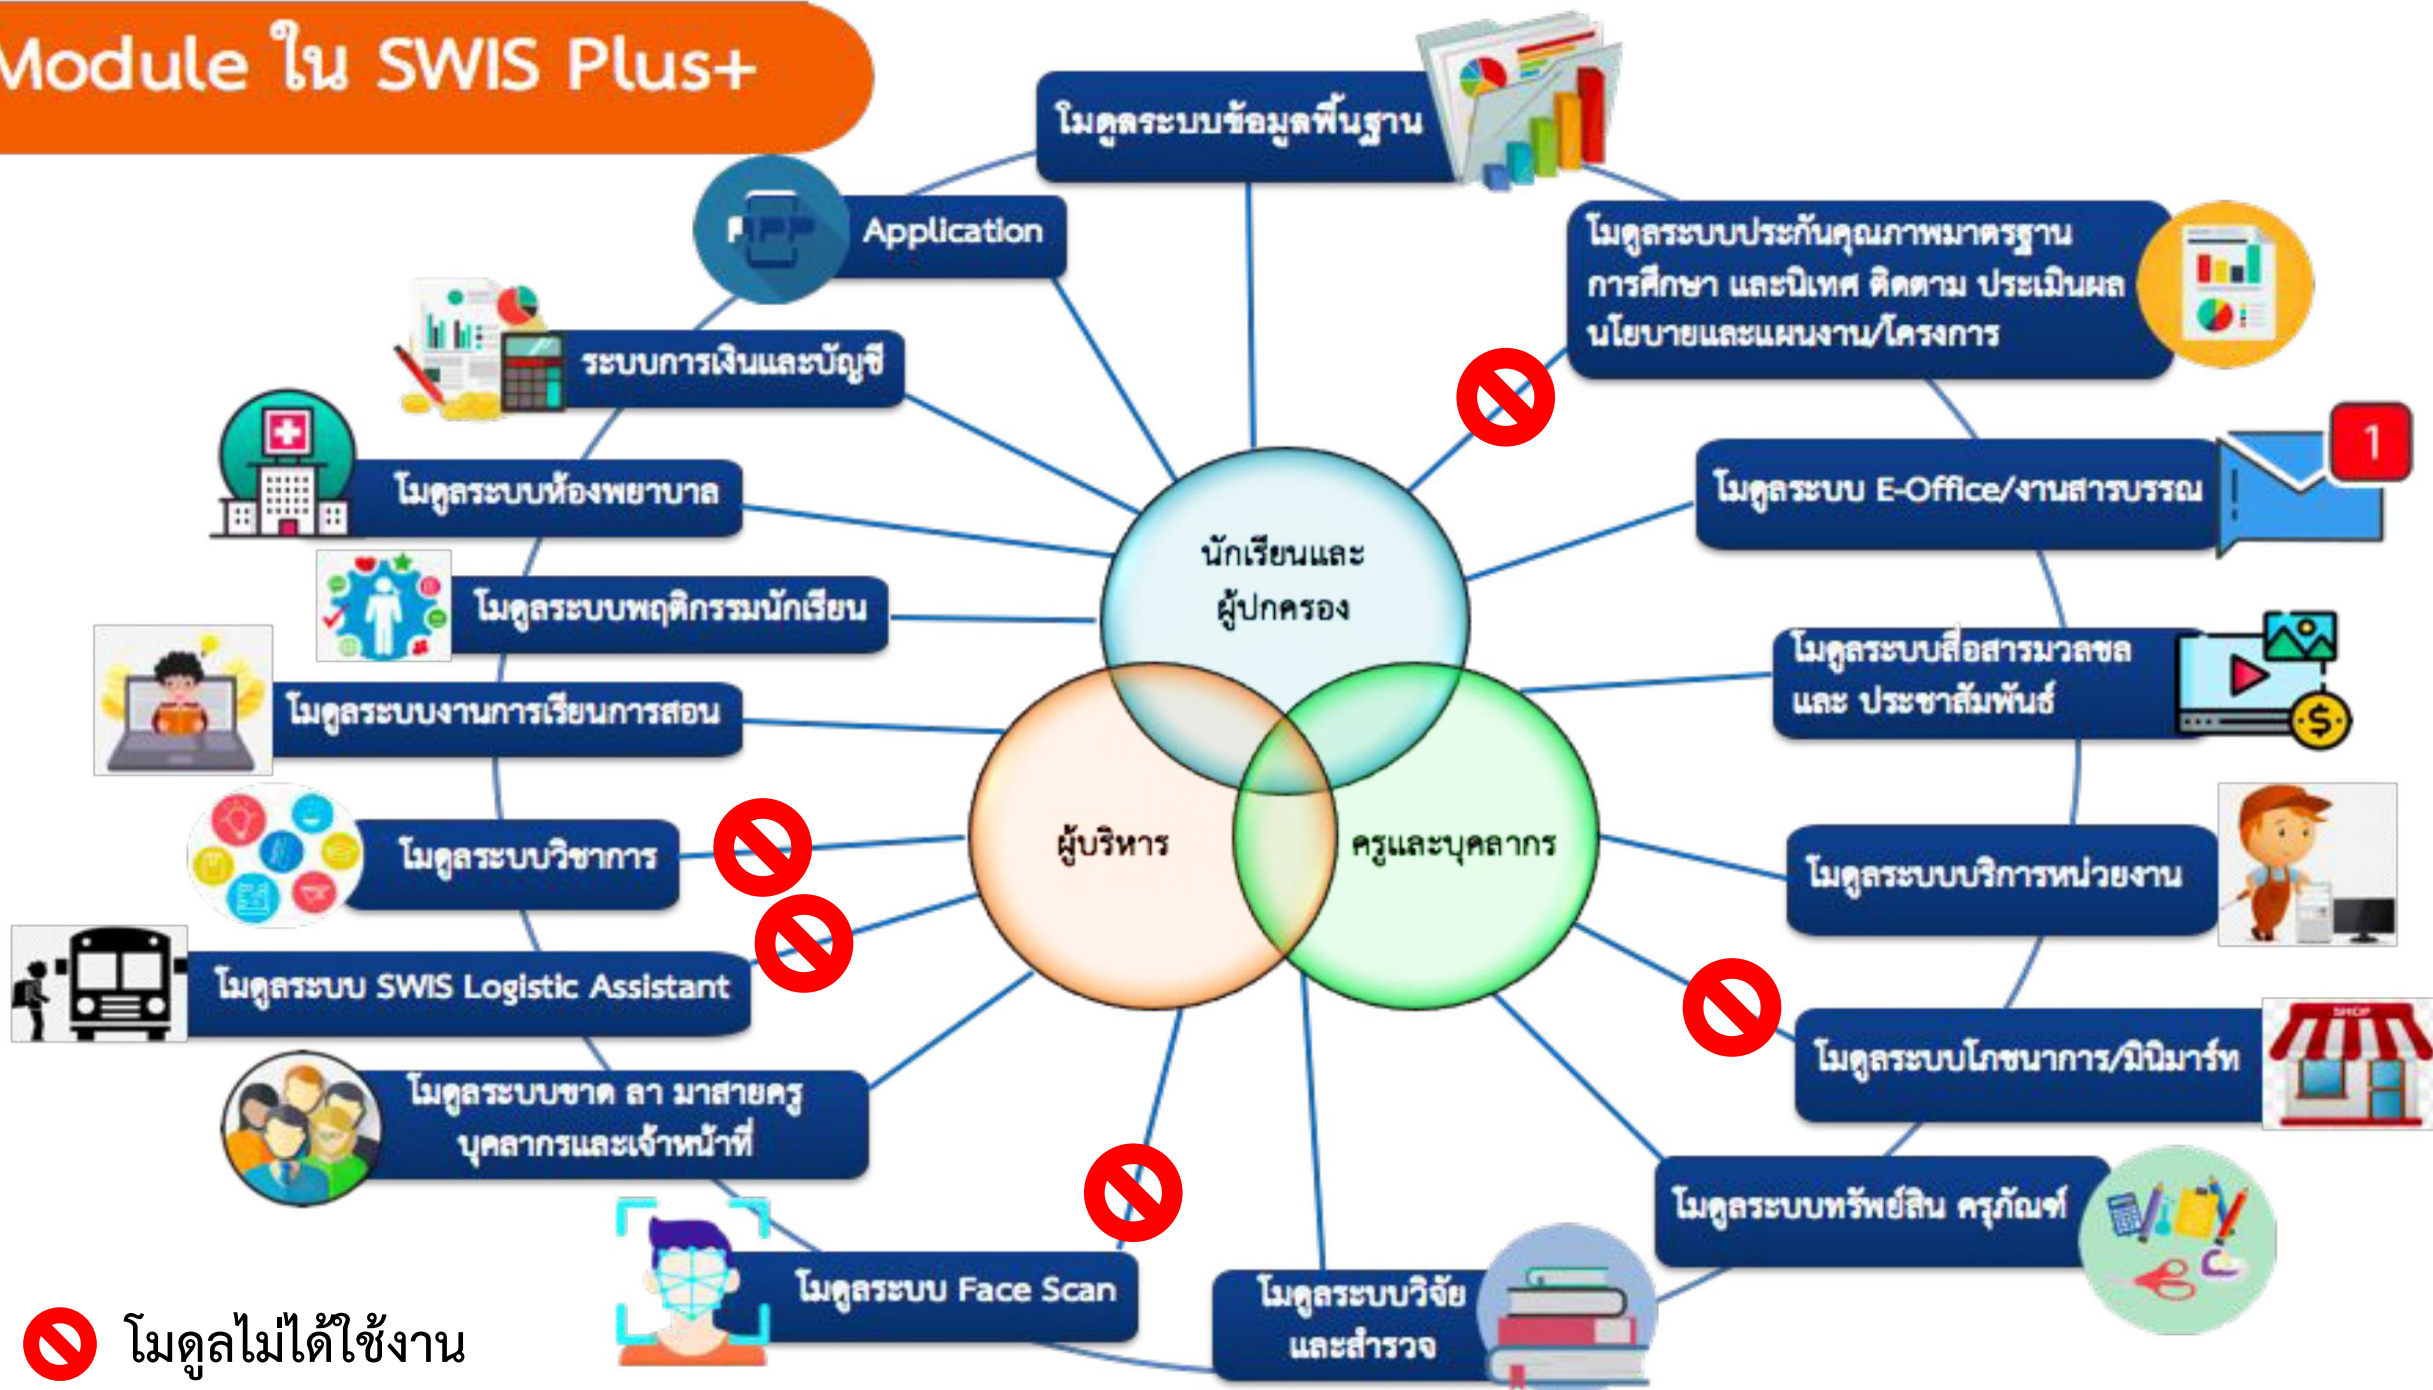 Module ใน SWIS Plus+
โมดูลระบบข้อมูลพื้นฐาน
APP
Application
โมดูลระบบประกันคุณภาพมาตรฐาน
การศึกษา และนิเทศ ติดตาม ประเมินผล
นโยบายและแผนงาน/โครงการ
ระบบการเงินและบัญชี
โมดูลระบบ E-Office/งานสารบรรณ
1
โมดูลระบบห้องพยาบาล
นักเรียนและ
ผู้ปกครอง
โมดูลระบบพฤติกรรมนักเรียน
โมดูลระบบสื่อสารมวลชล
และ ประชาสัมพันธ์
$
โมดูลระบบงานการเรียนการสอน
ผู้บริหาร
ครูและบุคลากร
โมดูลระบบวิชาการ
โมดูลระบบบริการหน่วยงาน
โมดูลระบบ SWIS Logistic Assistant
SHOP
โมดูลระบบโภชนาการ/มินิมาร์ท
โมดูลระบบขาด ลา มาสายครู
บุคลากรและเจ้าหน้าที่
โมดูลระบบทรัพย์สิน ครุภัณฑ์
โมดูลระบบ Face Scan
โมดูลระบบวิจัย
และสำรวจ
โมดูลไม่ได้ใช้งาน